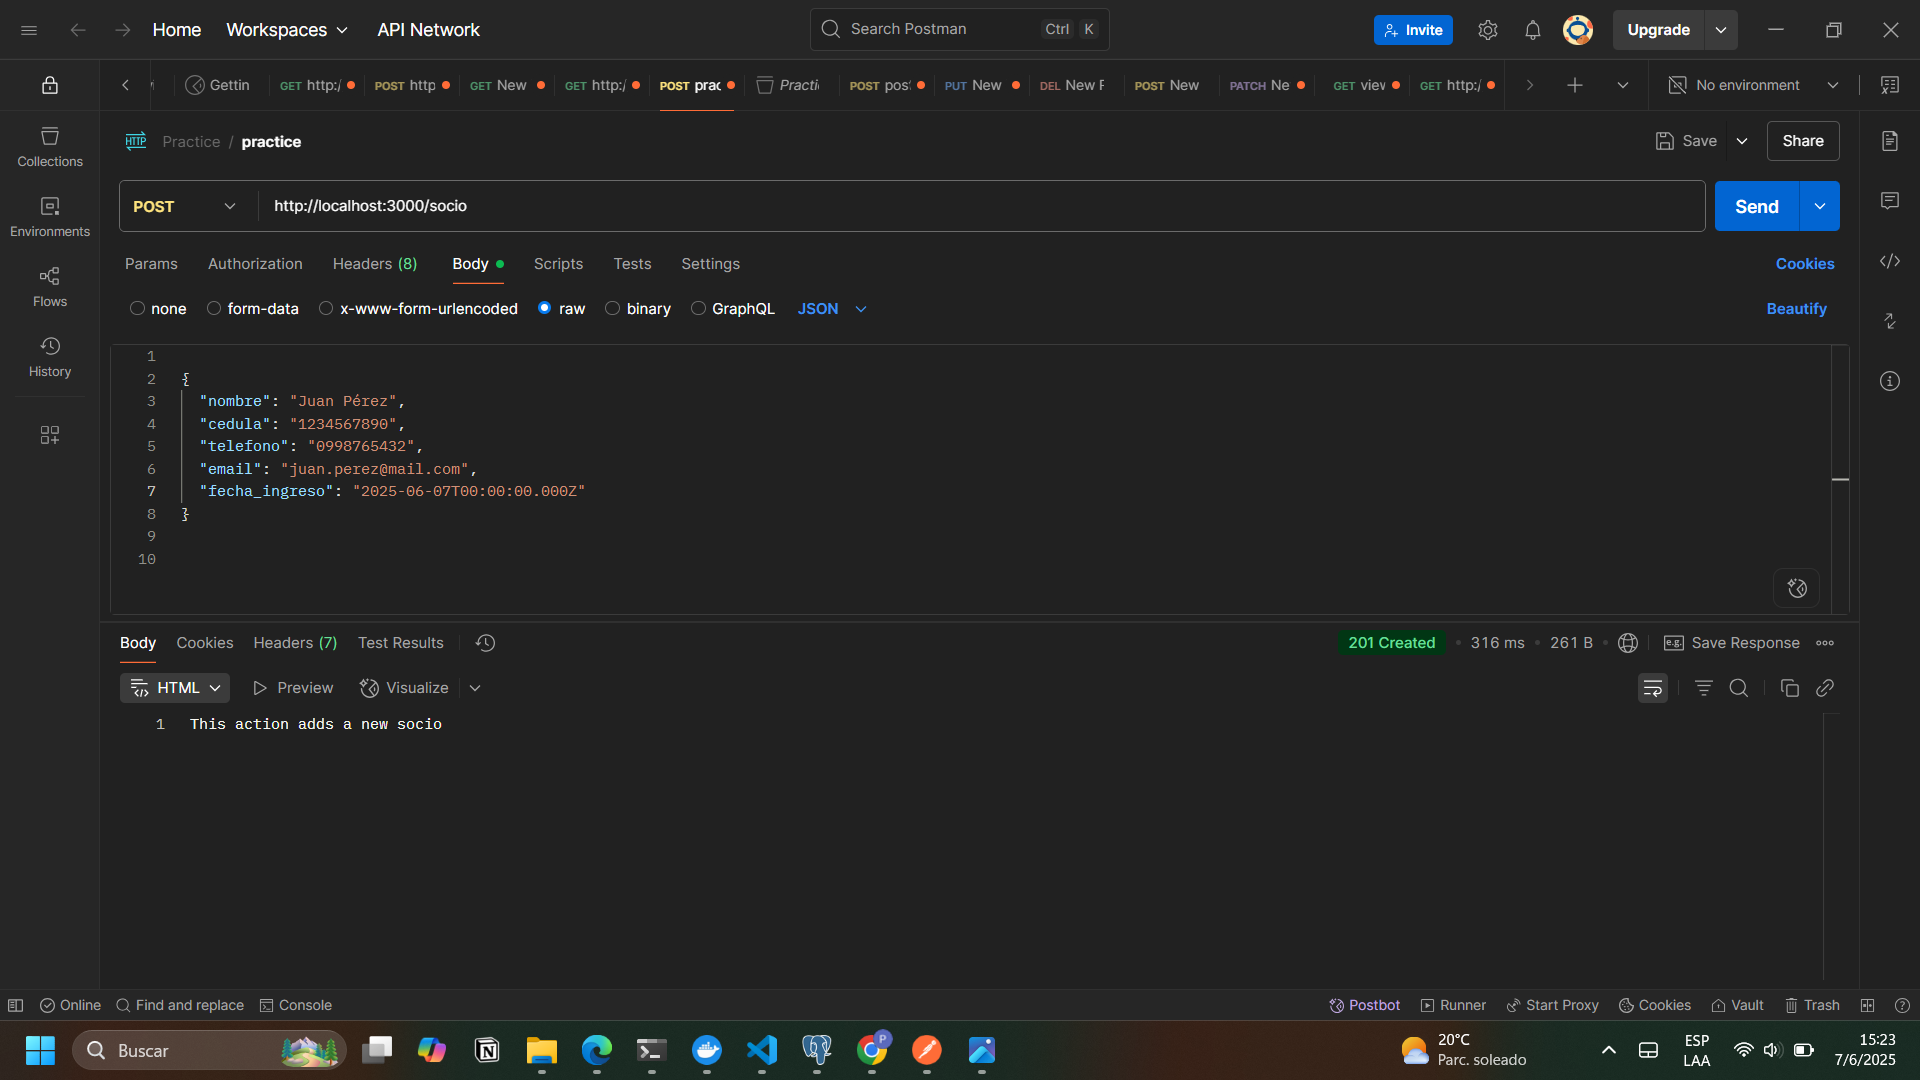 Home
Workspaces
API Network
Search Postman
Ctrl K
Invite
Upgrade
Gettin
GET http:/
POST http
GET New
GET http:/
POST prac
Practi
POST pos
PUT New
DEL New F
POST New
PATCH Ne
GET viev
GET http:/
No environment
Collections
Environments
Flows
History
HTTP
Practice / practice
Save
Share
POST
http://localhost:3000/socio
Send
Params
Authorization
Headers (8)
Body
Scripts
Tests
Settings
Cookies
none
form-data
x-www-form-urlencoded
raw
binary
GraphQL
JSON
Beautify
1
2 {
3 "nombre": "Juan Pérez",
4 "cedula": "1234567890",
5 "telefono": "0998765432",
6 "email": "juan.perez@mail.com",
7 "fecha_ingreso": "2025-06-07T00:00:00.000Z"
8 }
9
10
Body
Cookies
Headers (7)
Test Results
201 Created
316 ms
261 B
e.g.
Save Response
HTML
Preview
Visualize
1 This action adds a new socio
Online
Find and replace
Console
Postbot
Runner
Start Proxy
Cookies
Vault
Trash
Buscar
P
20°C
Parc. soleado
ESP
LAA
15:23
7/6/2025